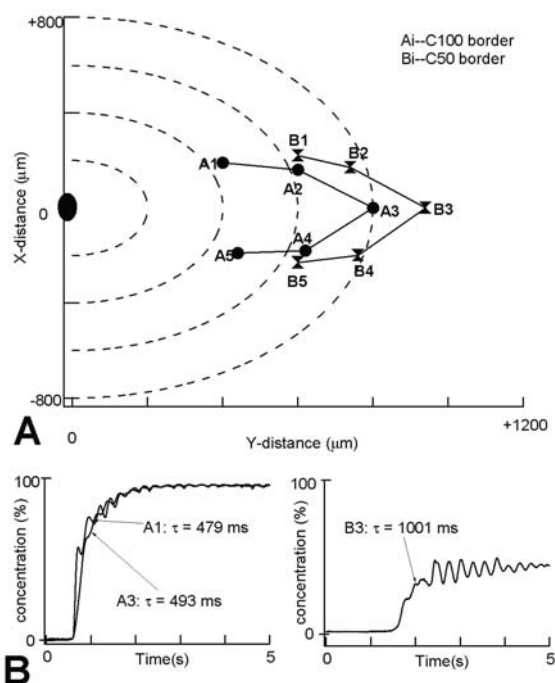 +800
Ai--C100 border
Bi--C50 border
X-distance (μm)
B1
B2
A1
A2
0
A3
B3
A4
A5
B4
B5
-800
A
0
+1200
Y-distance (μm)
100
100
concentration (%)
A1: τ = 479 ms
B3: τ = 1001 ms
concentration (%)
A3: τ = 493 ms
0
0
0
Time(s)
5
0
Time(s)
5
B